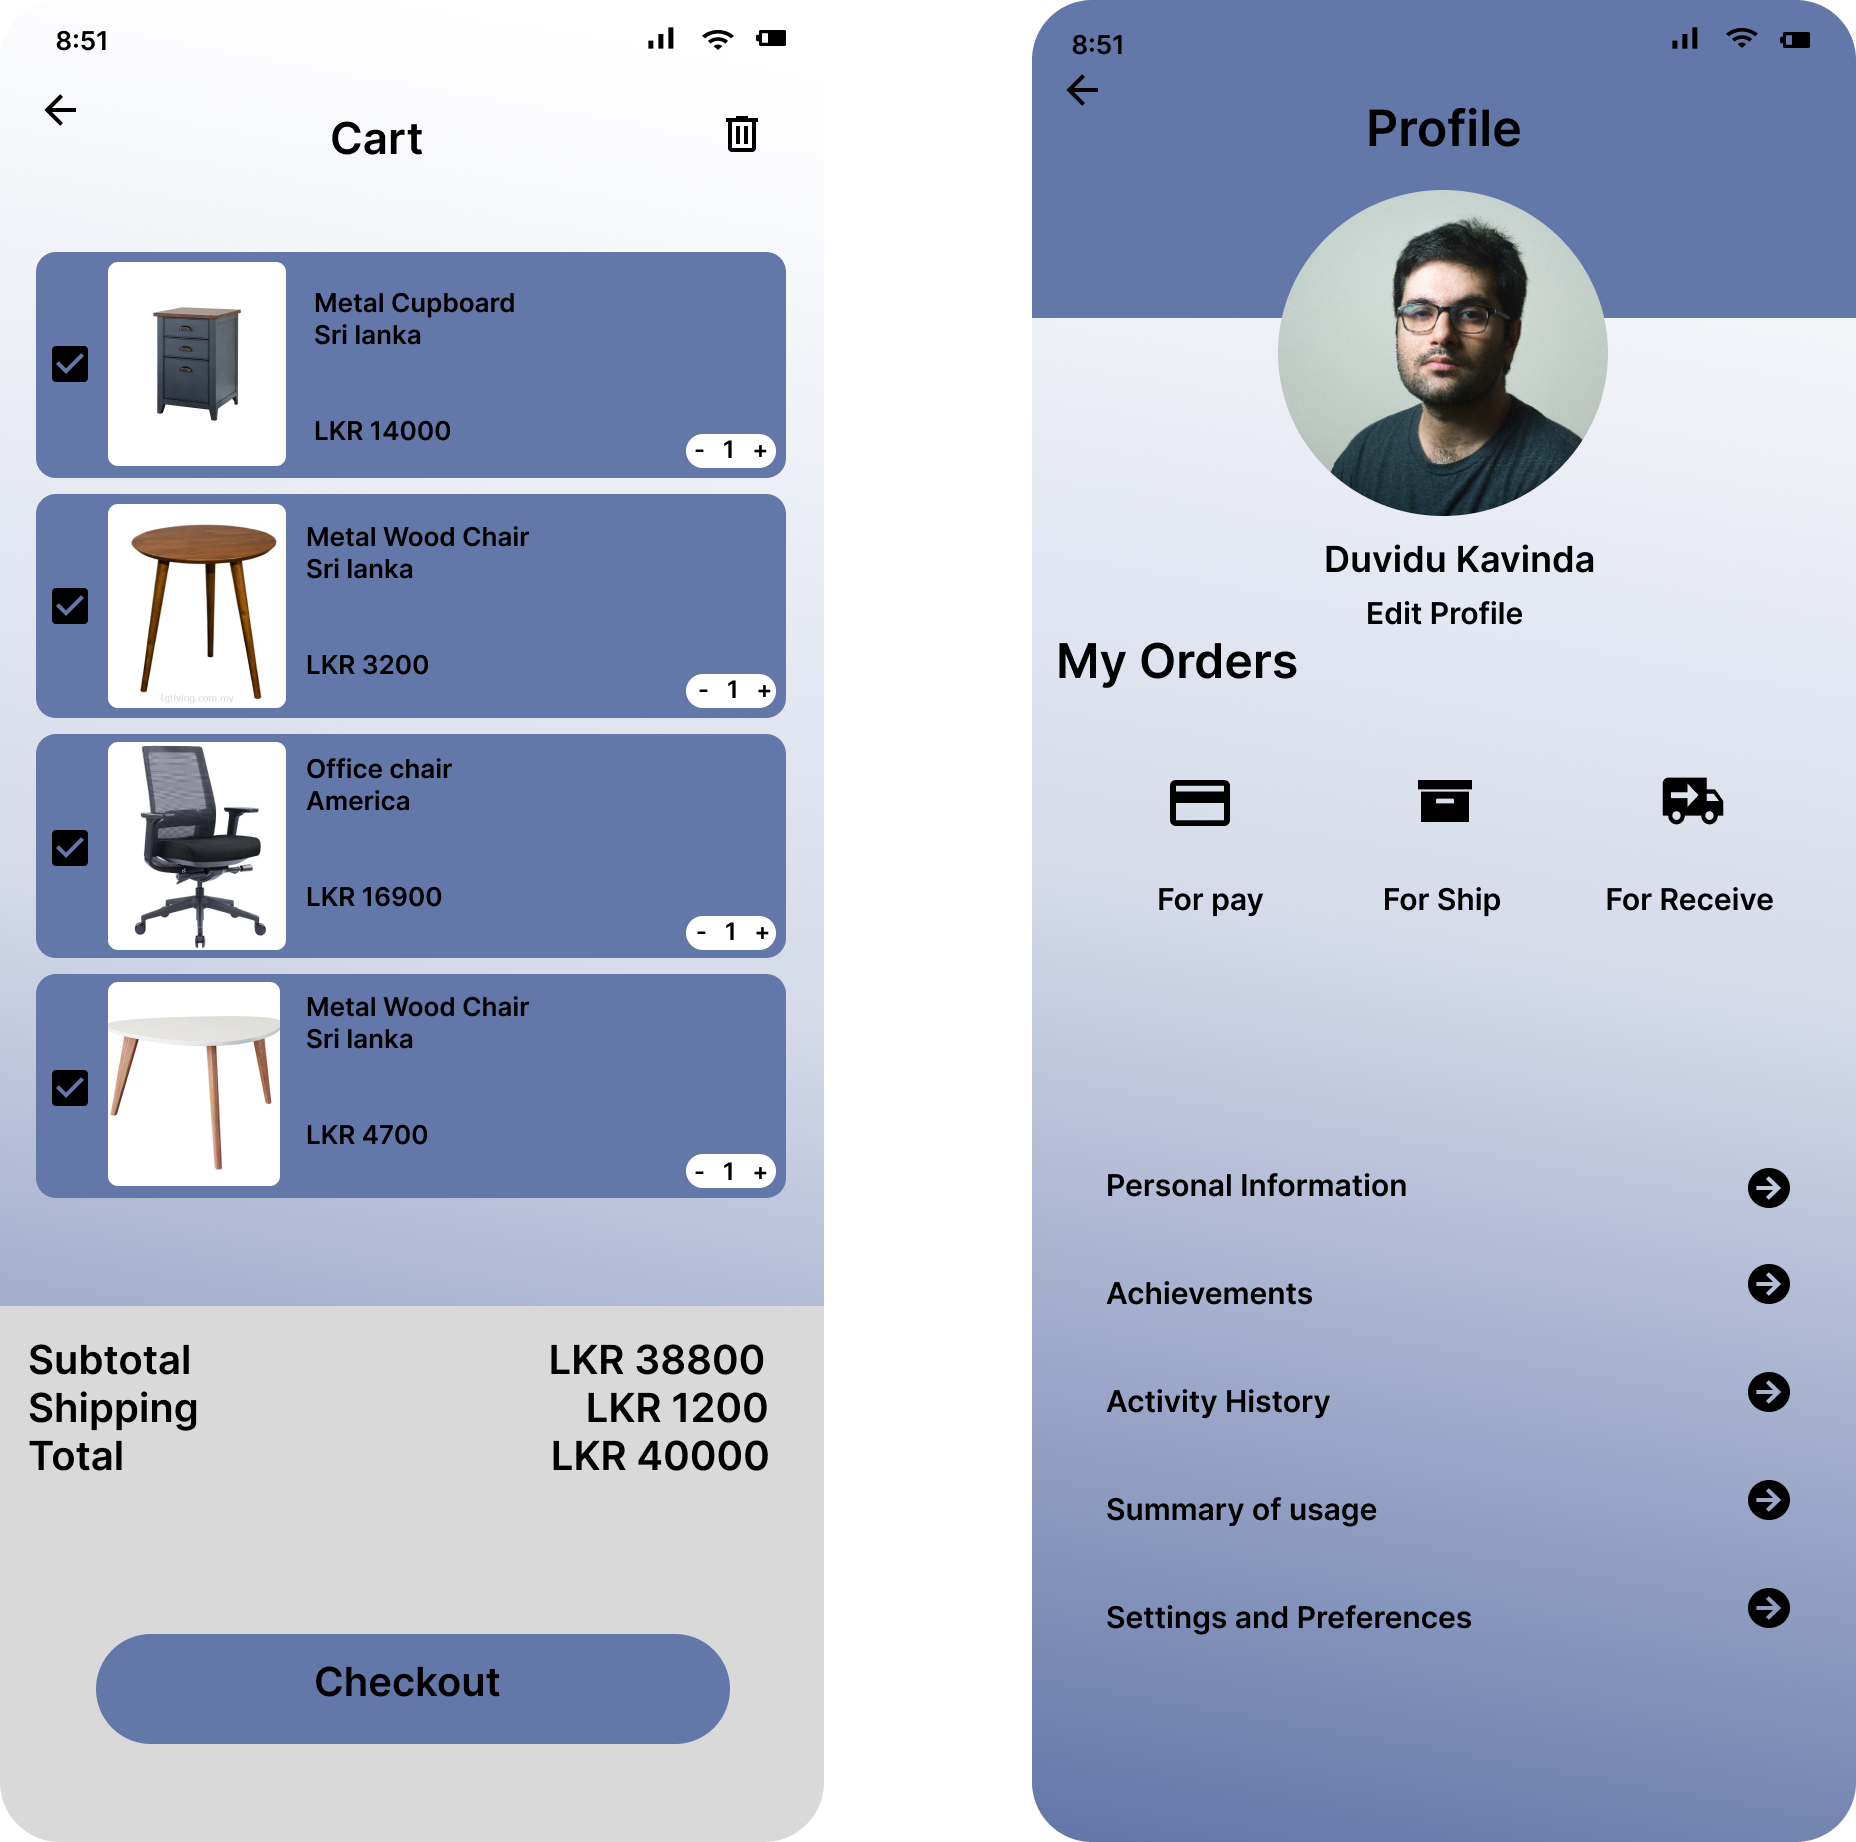 8:51
Cart
Metal Cupboard
Sri lanka
LKR 14000
- 1 +
Metal Wood Chair
Sri lanka
LKR 3200
- 1 +
tgliving.com.my
Office chair
America
LKR 16900
- 1 +
Metal Wood Chair
Sri lanka
LKR 4700
- 1 +
Subtotal LKR 38800
Shipping LKR 1200
Total LKR 40000
Checkout
8:51
Profile
Duvidu Kavinda
Edit Profile
My Orders
For pay For Ship For Receive
Personal Information
Achievements
Activity History
Summary of usage
Settings and Preferences